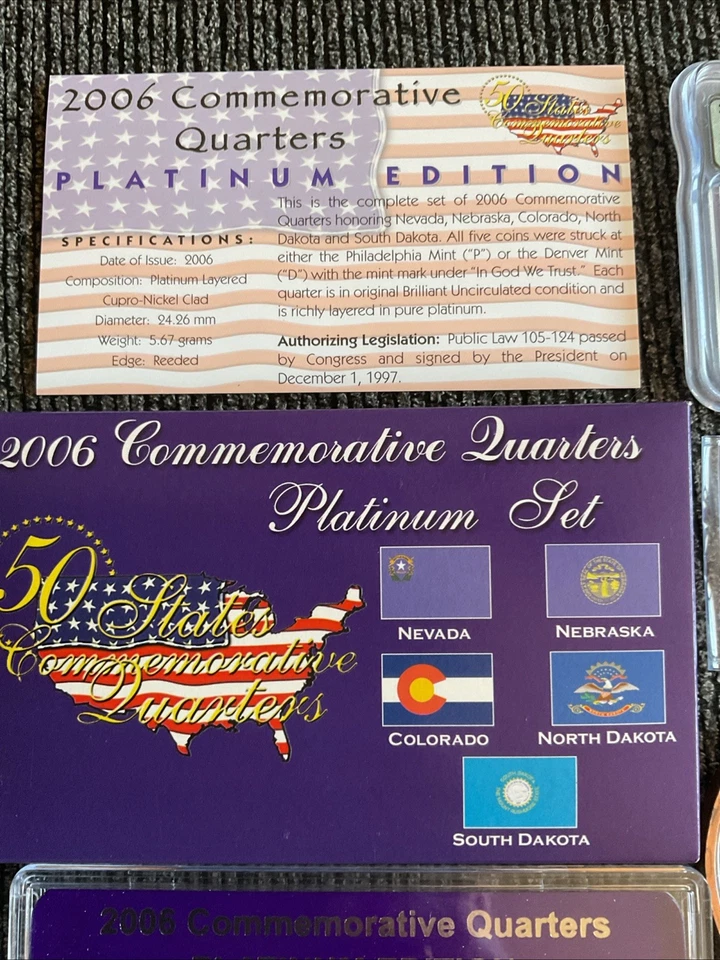 2006 Commemorative
Quarters
50 States
Commemorative
Quarters
PLATINUM EDITION
SPECIFICATIONS:
Date of Issue: 2006
Composition: Platinum Layered
Cupro-Nickel Clad
Diameter: 24.26 mm
Weight: 5.67 grams
Edge: Reeded
This is the complete set of 2006 Commemorative
Quarters honoring Nevada, Nebraska, Colorado, North
Dakota and South Dakota. All five coins were struck at
either the Philadelphia Mint ("P") or the Denver Mint
("D") with the mint mark under "In God We Trust." Each
quarter is in original Brilliant Uncirculated condition and
is richly layered in pure platinum.
Authorizing Legislation: Public Law 105-124 passed
by Congress and signed by the President on
December 1, 1997.
2006 Commemorative Quarters
Platinum Set
50 States
Commemorative
Quarters
NEVADA
NEBRASKA
COLORADO
NORTH DAKOTA
SOUTH DAKOTA
2006 Commemorative Quarters
PLATINUM EDITION